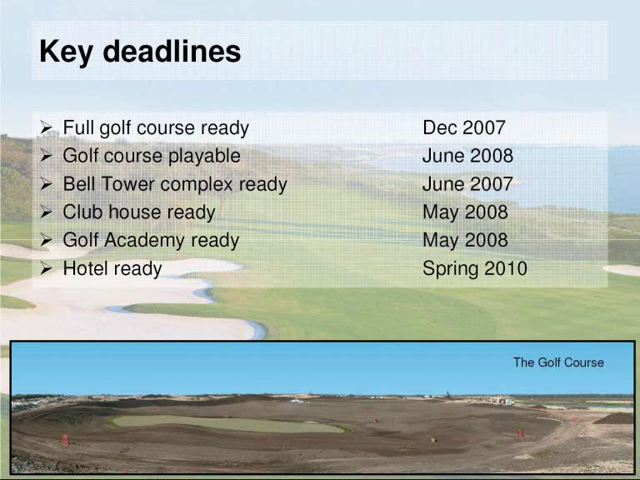 Key deadlines
➢ Full golf course ready Dec 2007
➢ Golf course playable June 2008
➢ Bell Tower complex ready June 2007
➢ Club house ready May 2008
➢ Golf Academy ready May 2008
➢ Hotel ready Spring 2010
The Golf Course